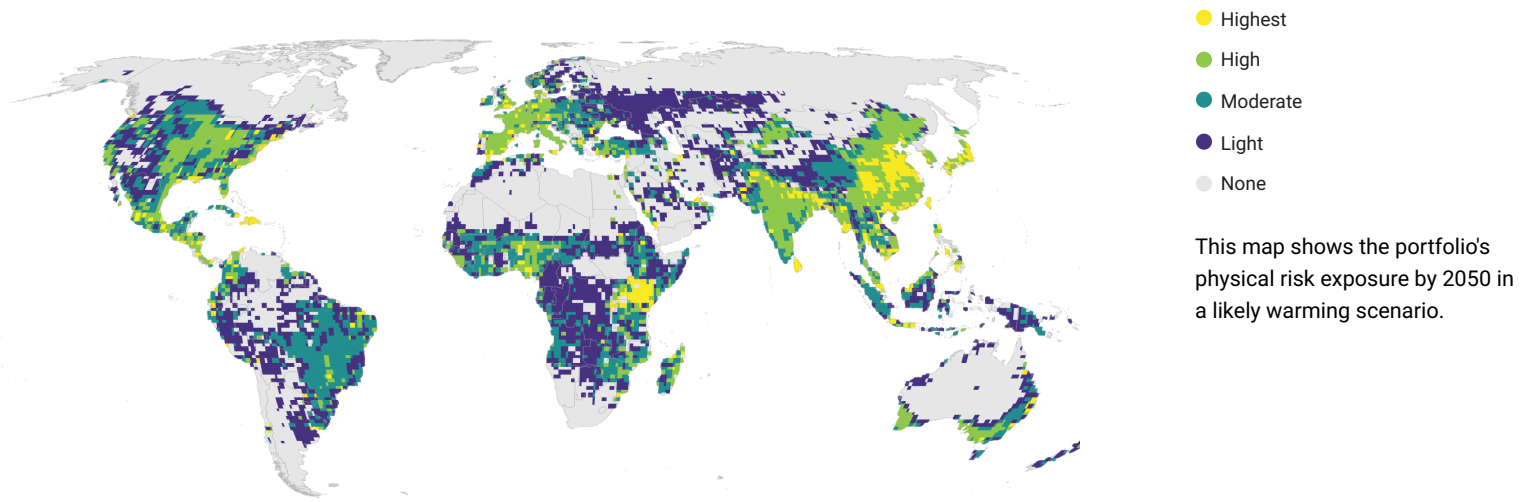 Highest
High
Moderate
Light
None
This map shows the portfolio's
physical risk exposure by 2050 in
a likely warming scenario.